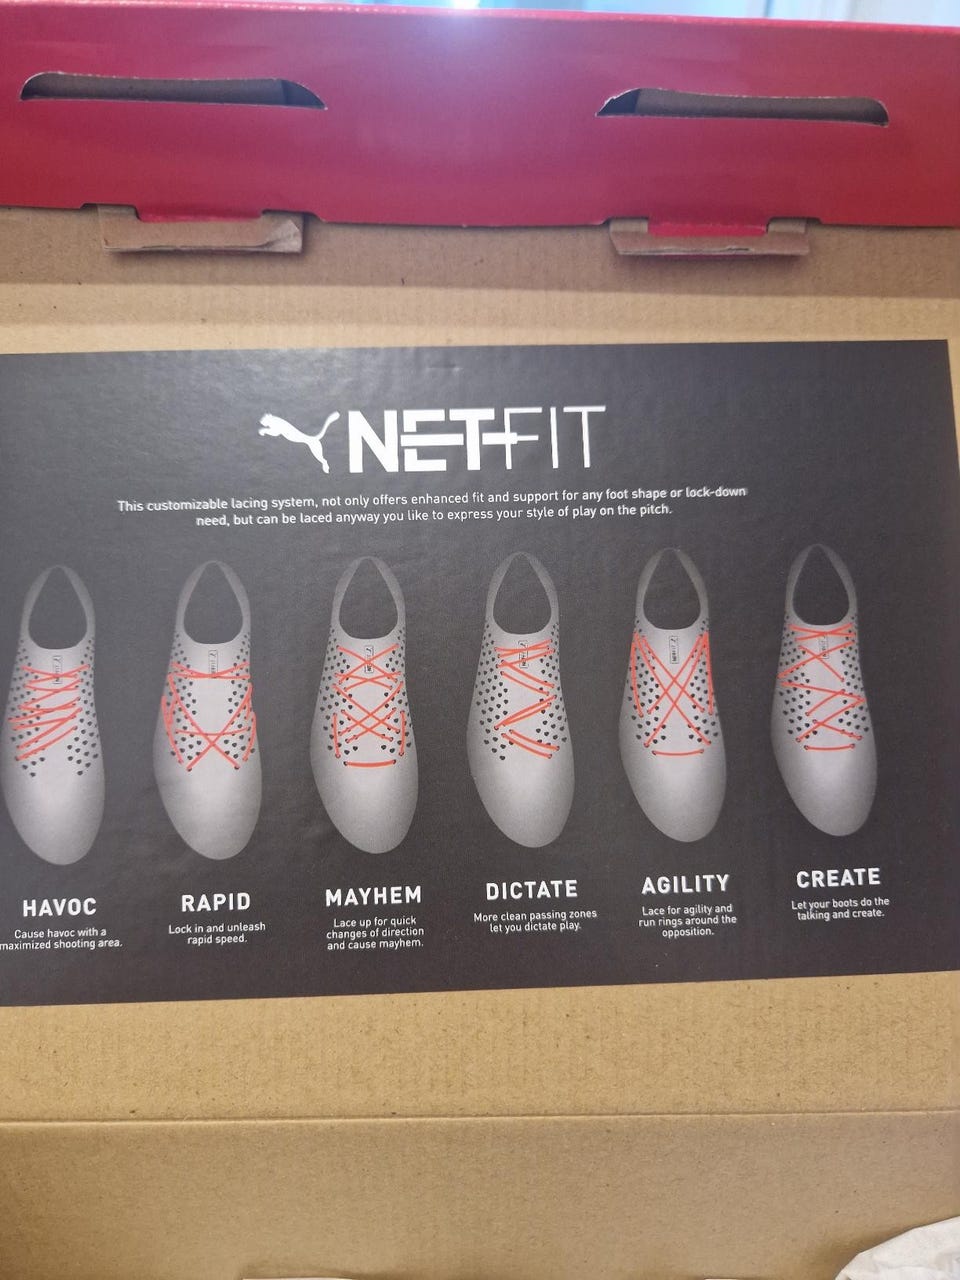 NETFIT
This customizable lacing system, not only offers enhanced fit and support for any foot shape or lock-down
need, but can be laced anyway you like to express your style of play on the pitch.
HAVOC
Cause havoc with a
maximized shooting area.
RAPID
Lock in and unleash
rapid speed.
MAYHEM
Lace up for quick
changes of direction
and cause mayhem.
DICTATE
More clean passing zones
let you dictate play.
AGILITY
Lace for agility and
run rings around the
opposition.
CREATE
Let your boots do the
talking and create.